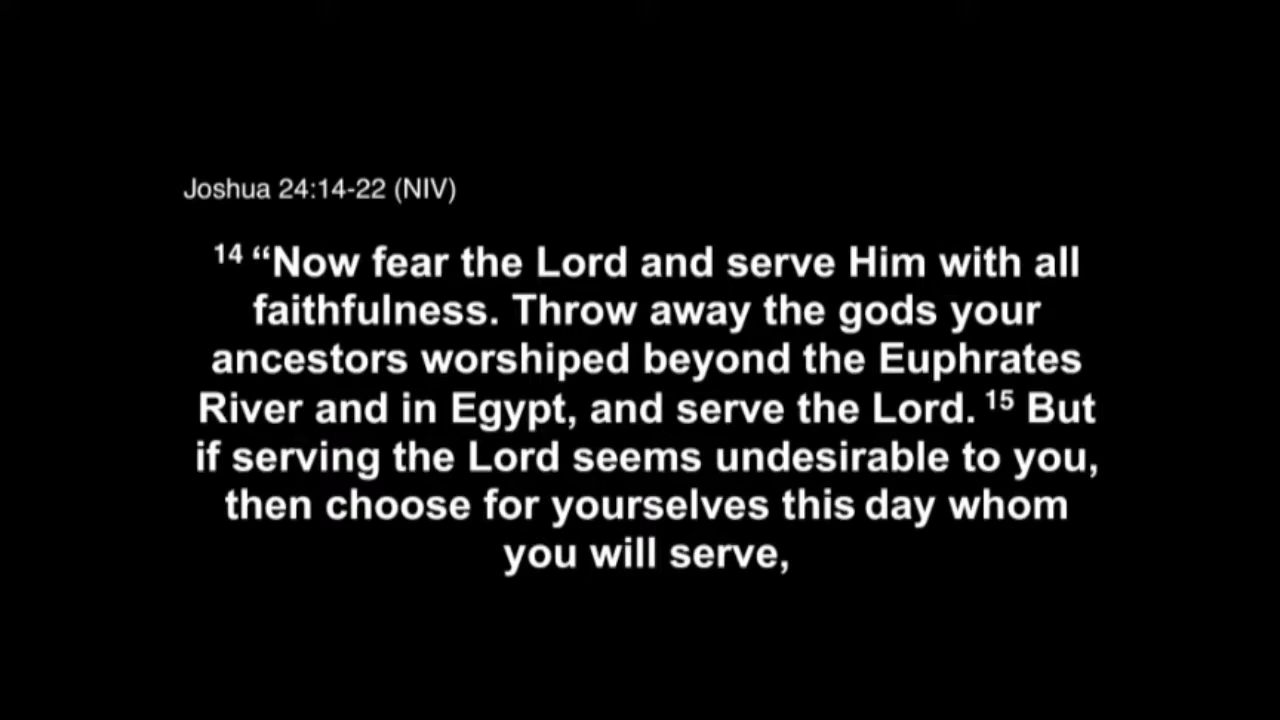 Joshua 24:14-22 (NIV)
14 “Now fear the Lord and serve Him with all
faithfulness. Throw away the gods your
ancestors worshiped beyond the Euphrates
River and in Egypt, and serve the Lord. 15 But
if serving the Lord seems undesirable to you,
then choose for yourselves this day whom
you will serve,